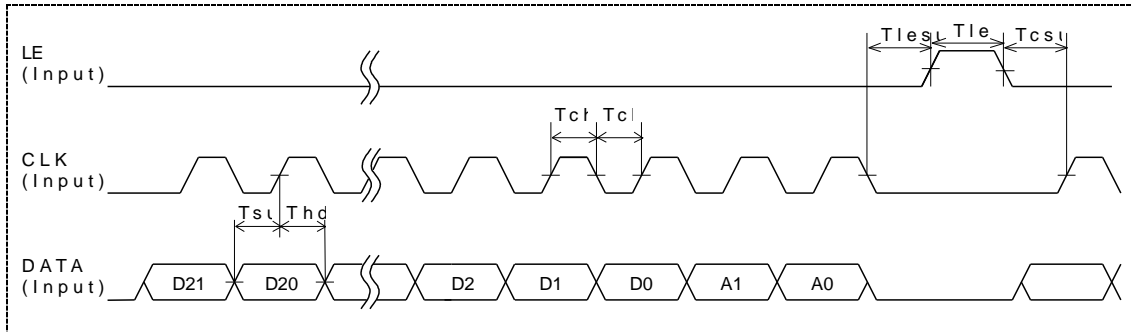 LE
(Input)
Tlesu Tle Tcsu
CLK
(Input)
Tch Tcl
Tsu Tho
DATA
(Input)
D21 D20 D2 D1 D0 A1 A0